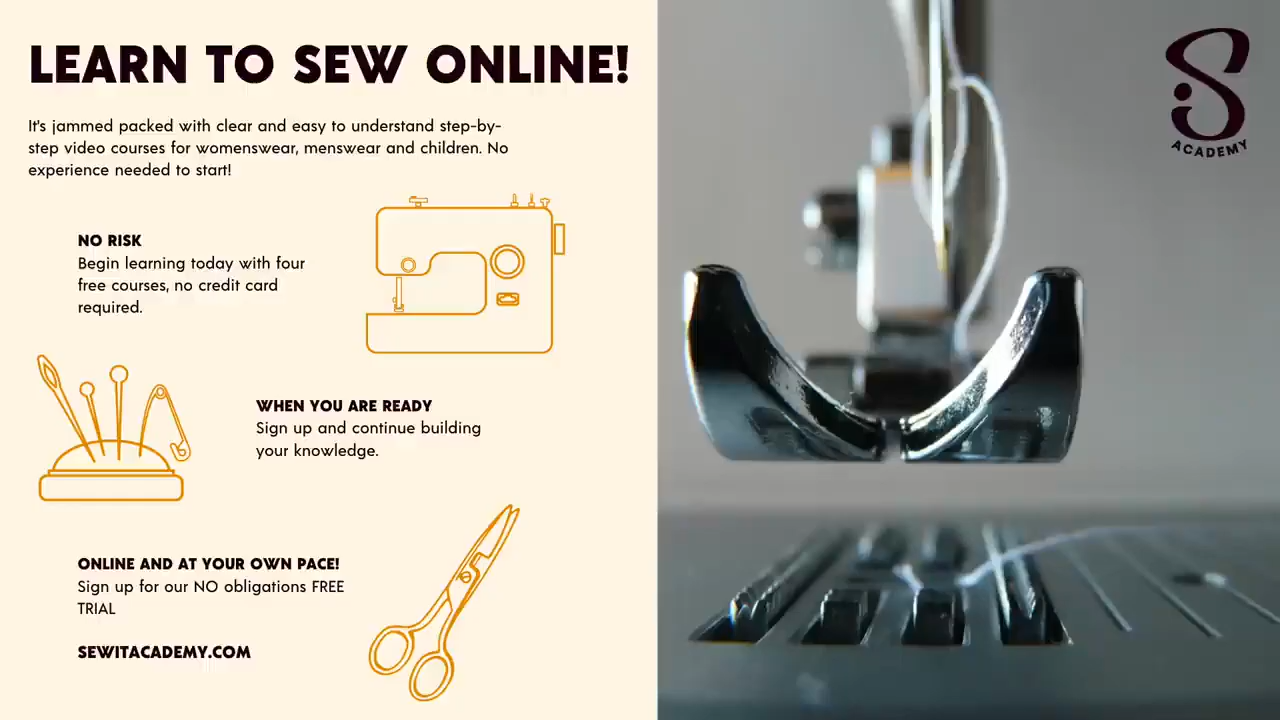 LEARN TO SEW ONLINE!
It's jammed packed with clear and easy to understand step-by-
step video courses for womenswear, menswear and children. No
experience needed to start!
NO RISK
Begin learning today with four
free courses, no credit card
required.
WHEN YOU ARE READY
Sign up and continue building
your knowledge.
ONLINE AND AT YOUR OWN PACE!
Sign up for our NO obligations FREE
TRIAL
SEWITACADEMY.COM
S
ACADEMY